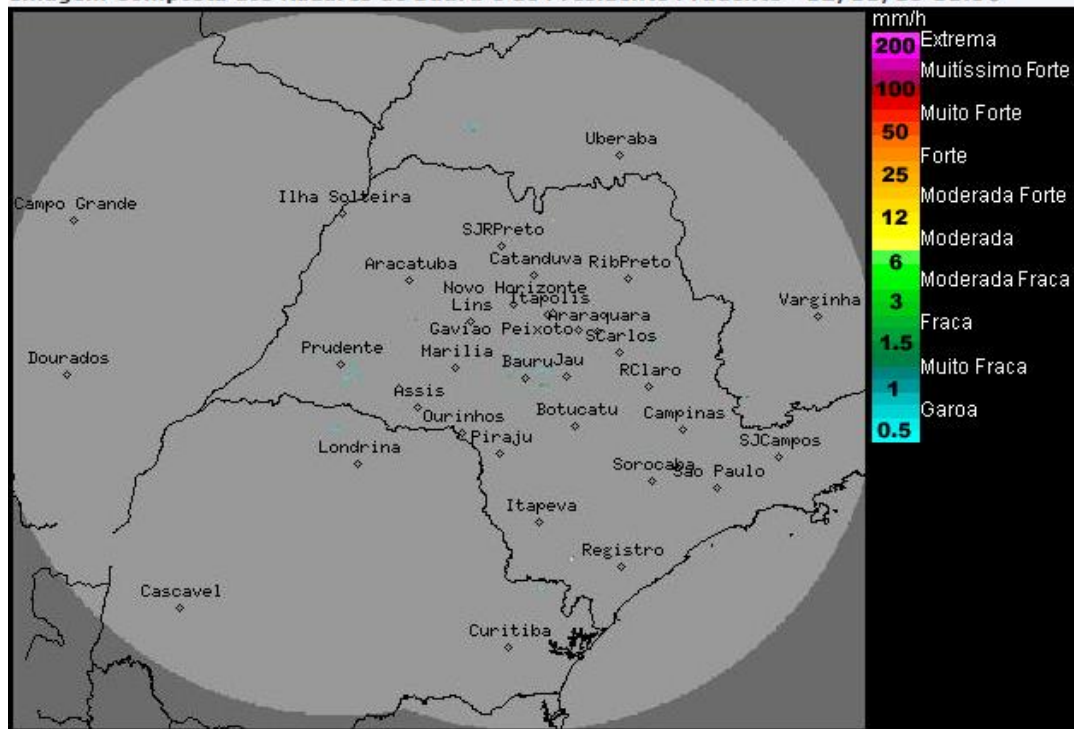 mm/h
200 Extrema
Muitíssimo Forte
100
Muito Forte
50
Forte
25
Moderada Forte
12
Moderada
6
Moderada Fraca
3
Fraca
1.5
Muito Fraca
1
Garoa
0.5
Uberaba
Campo Grande
Ilha Solteira
SJRPreto
Aracatuba
Catanduva
RibPreto
Novo Horizonte
Itapolis
Lins
Araraquara
Varginha
Gaviao Peixoto
SCarlos
Dourados
Prudente
Marilia
Bauru
Jau
RClaro
Assis
Ourinhos
Botucatu
Campinas
Piraju
Londrina
SJCampos
Sorocaba
Sao Paulo
Itapeva
Registro
Cascavel
Curitiba